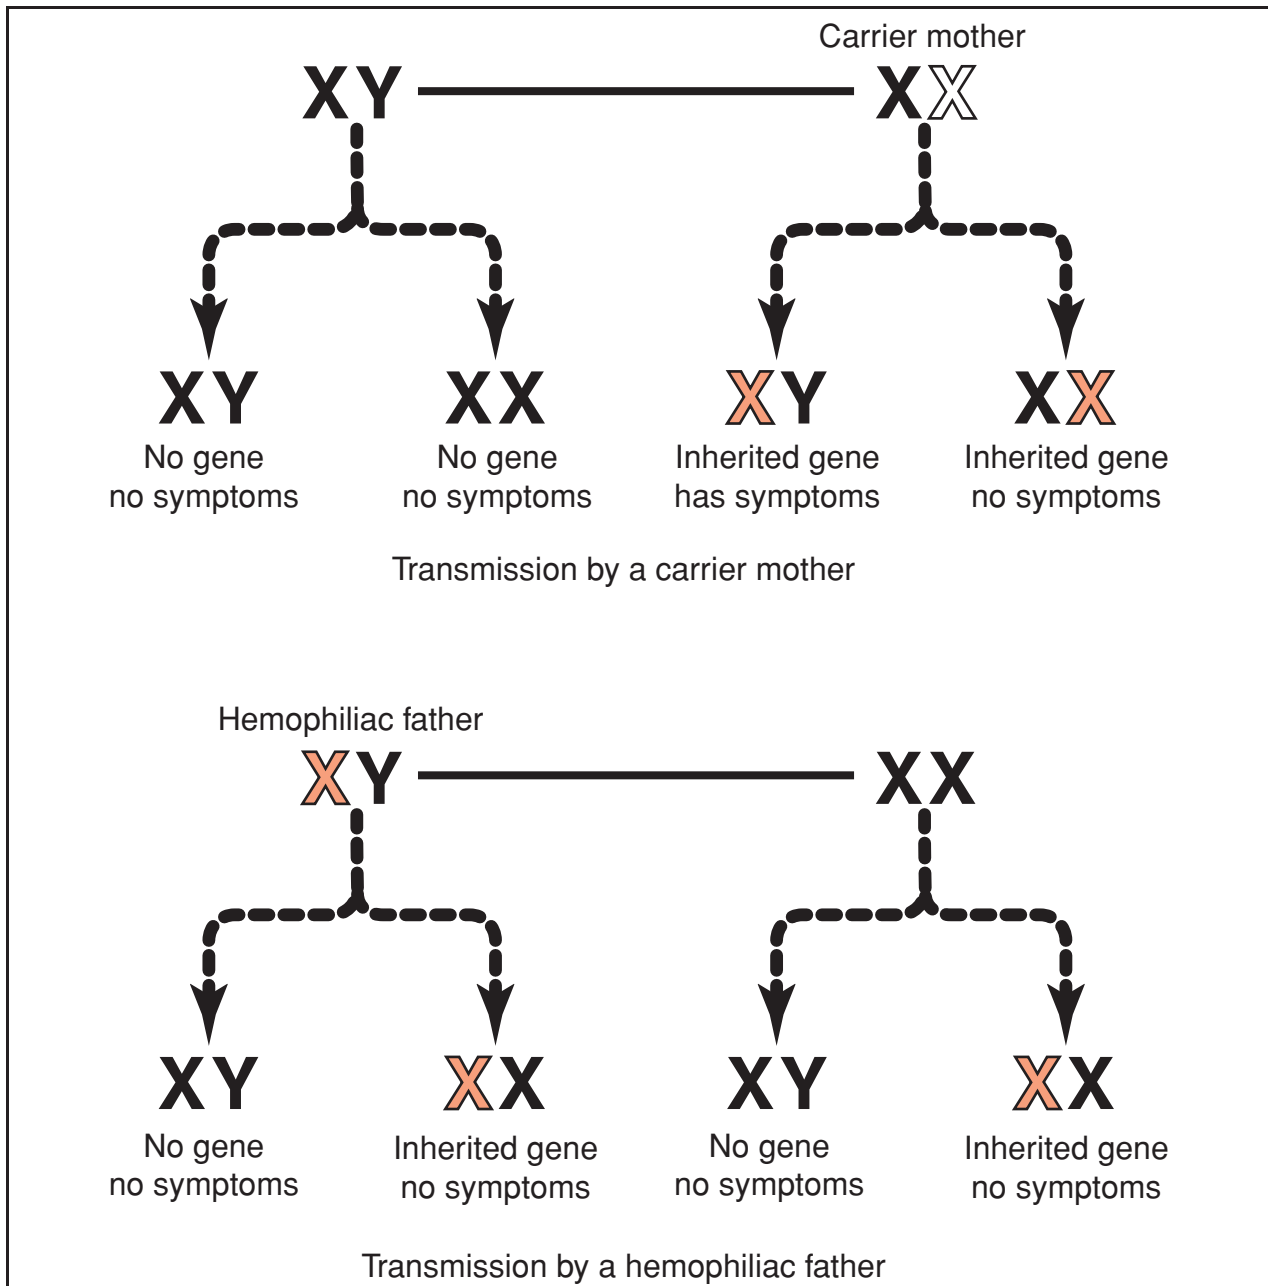 Carrier mother
XY XX
XY XX XY XX
No gene No gene Inherited gene Inherited gene
no symptoms no symptoms has symptoms no symptoms
Transmission by a carrier mother
Hemophiliac father
XY XX
XY XX XY XX
No gene Inherited gene No gene Inherited gene
no symptoms no symptoms no symptoms no symptoms
Transmission by a hemophiliac father